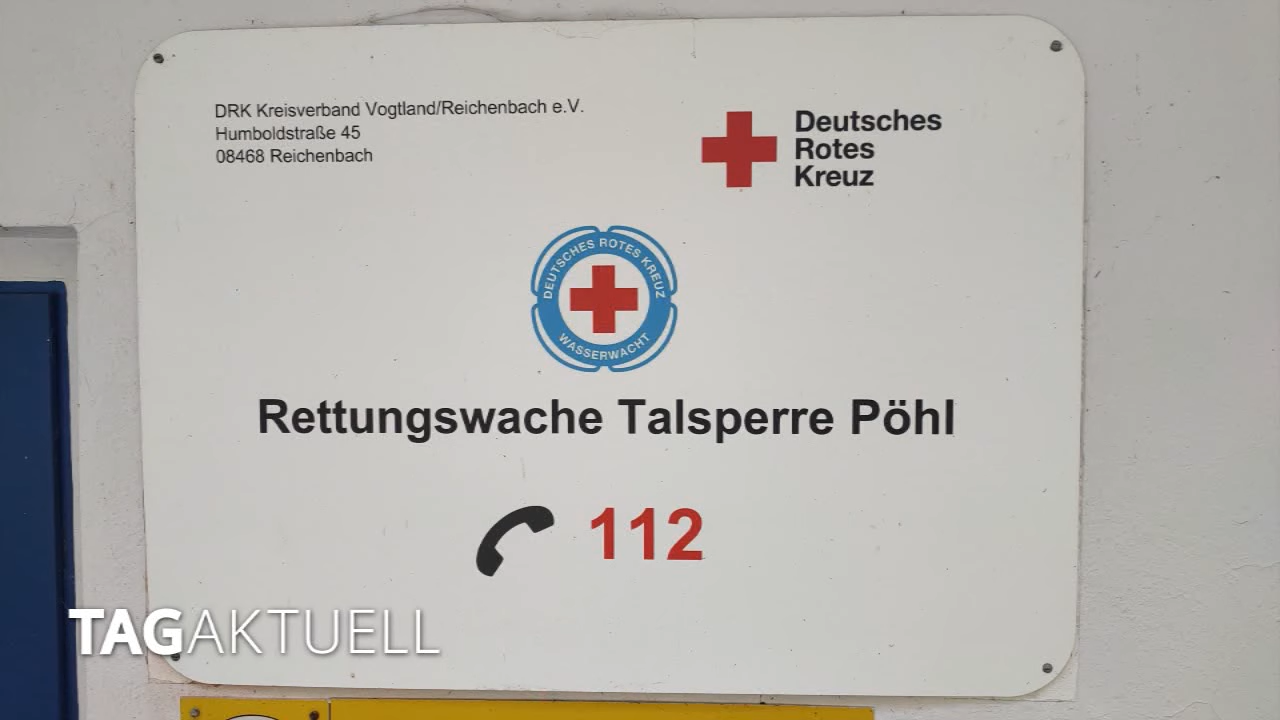 DRK Kreisverband Vogtland/Reichenbach e.V.
Humboldstraße 45
08468 Reichenbach
Deutsches
Rotes
Kreuz
DEUTSCHES ROTES KREUZ
WASSERWACHT
Rettungswache Talsperre Pöhl
112
TAGAKTUELL